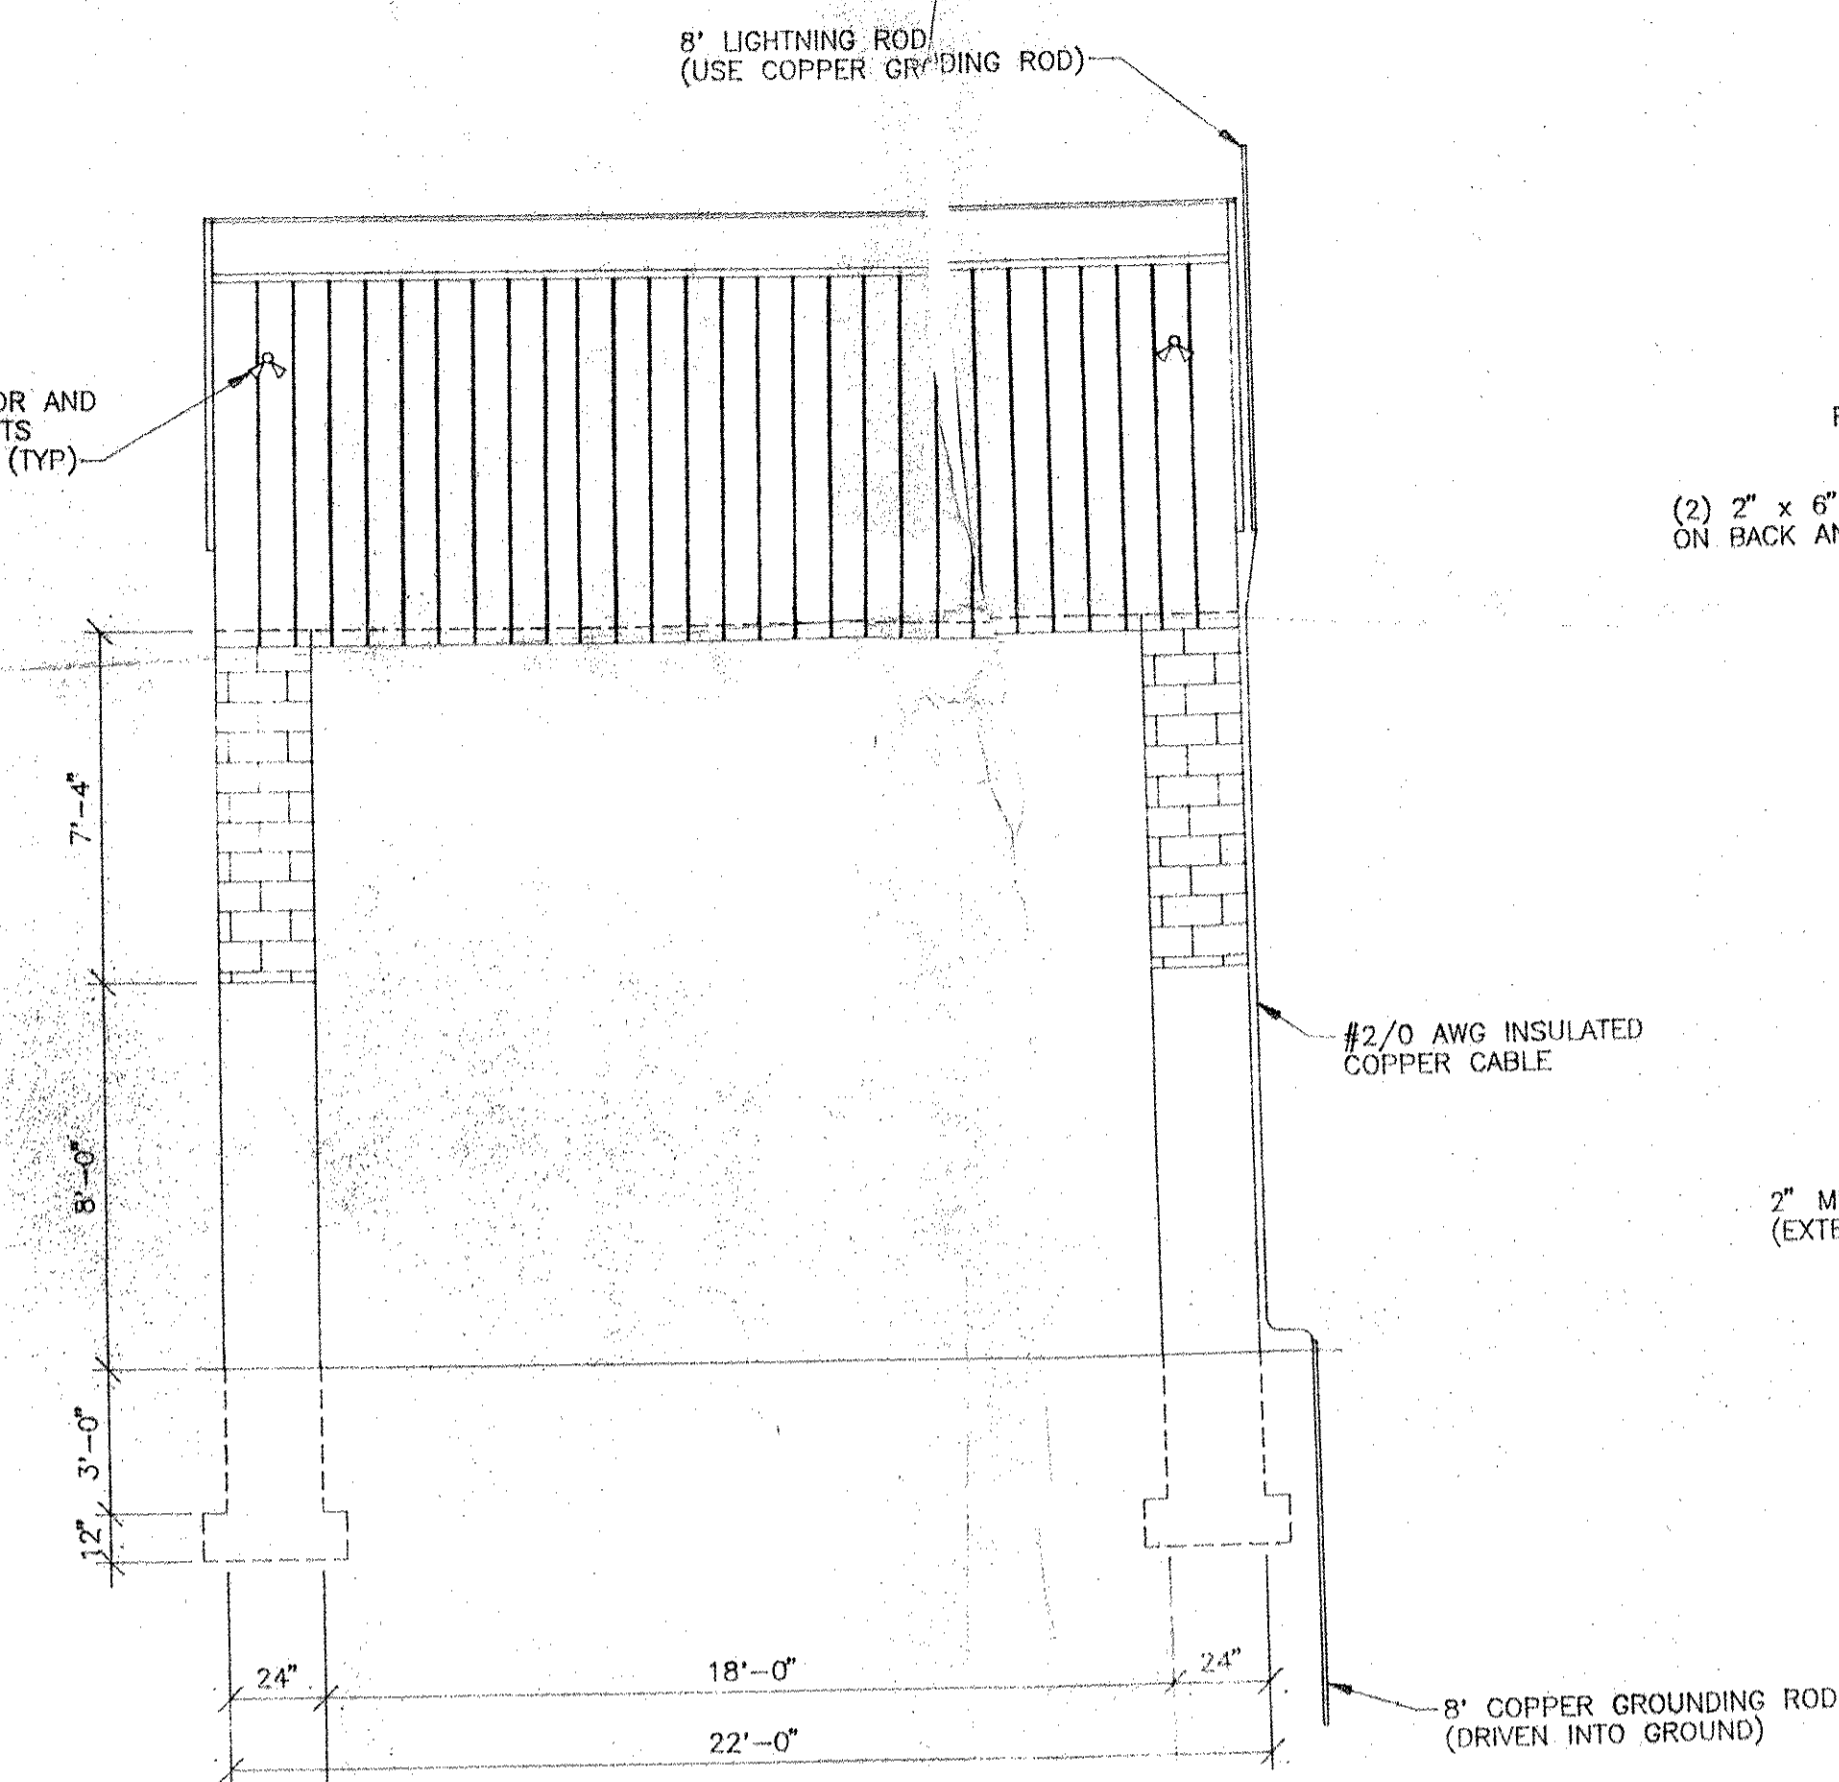 8' LIGHTNING ROD
(USE COPPER DING ROD)
OR AND
TS
(TYP)
(2) 2" x 6"
ON BACK
7'-4"
#2/0 AWG INSULATED
COPPER CABLE
8'-0"
2" M
3'-0"
12"
24"
18'-0"
24"
22'-0"
8' COPPER GROUNDING ROD
(DRIVEN INTO GROUND)